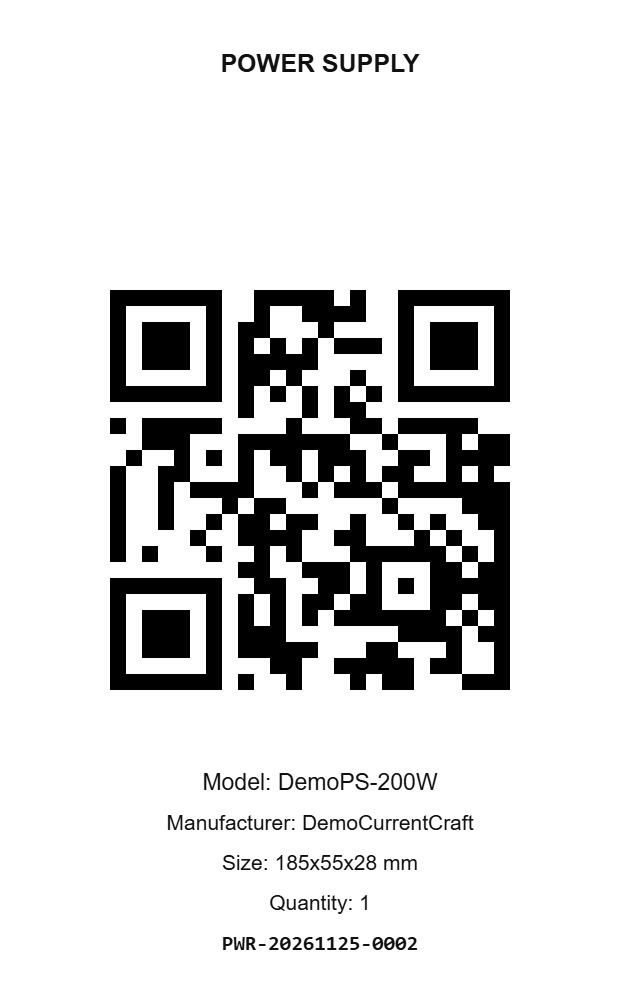 POWER SUPPLY
Model: DemoPS-200W
Manufacturer: DemoCurrentCraft
Size: 185x55x28 mm
Quantity: 1
PWR-20261125-0002